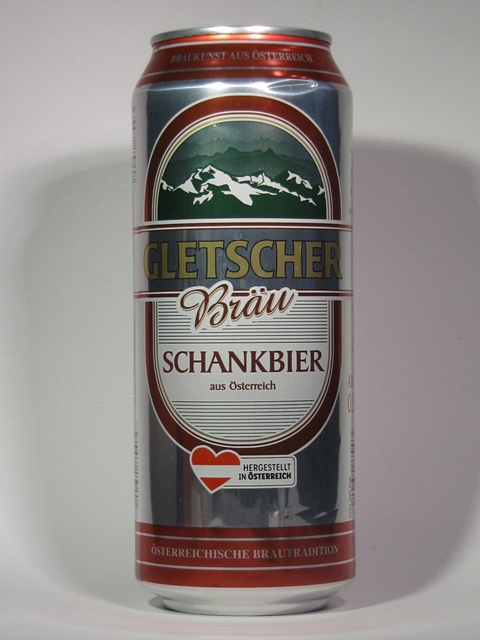 BRAUKUNST AUS ÖSTERREICH
GLETSCHER
Bräu
SCHANKBIER
aus Österreich
HERGESTELLT
IN ÖSTERREICH
ÖSTERREICHISCHE BRAUTRADITION